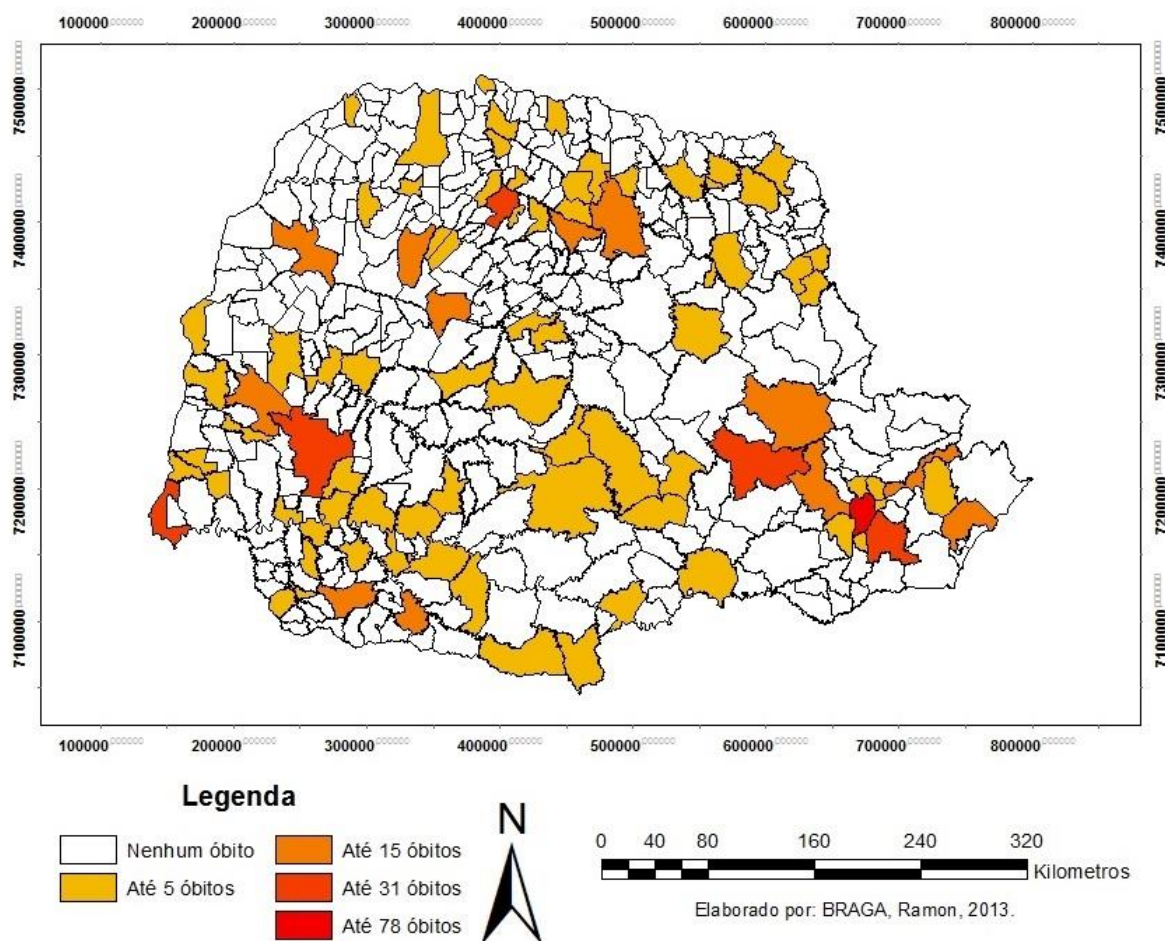 100000 200000 300000 400000 500000 600000 700000 800000
7500000 7500000
7400000 7400000
7300000 7300000
7200000 7200000
7100000 7100000
100000 200000 300000 400000 500000 600000 700000 800000
Legenda
Nenhum óbito
Até 5 óbitos
Até 15 óbitos
Até 31 óbitos
Até 78 óbitos
N
0 40 80 160 240 320
Kilometros
Elaborado por: BRAGA, Ramon, 2013.